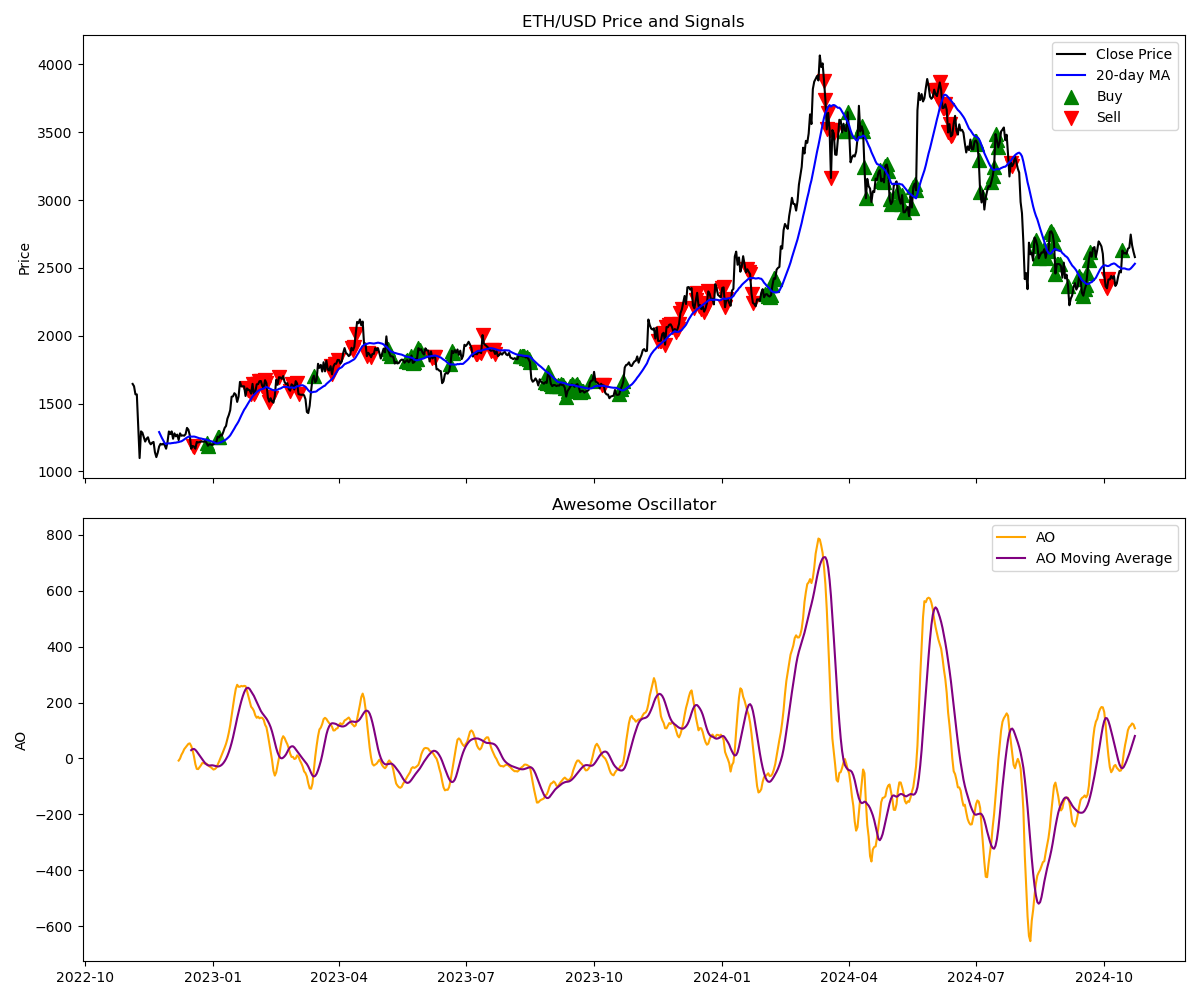 ETH/USD Price and Signals
Close Price
20-day MA
Buy
Sell
Price
4000
3500
3000
2500
2000
1500
1000
Awesome Oscillator
AO
AO Moving Average
AO
800
600
400
200
0
−200
−400
−600
2022-10 2023-01 2023-04 2023-07 2023-10 2024-01 2024-04 2024-07 2024-10